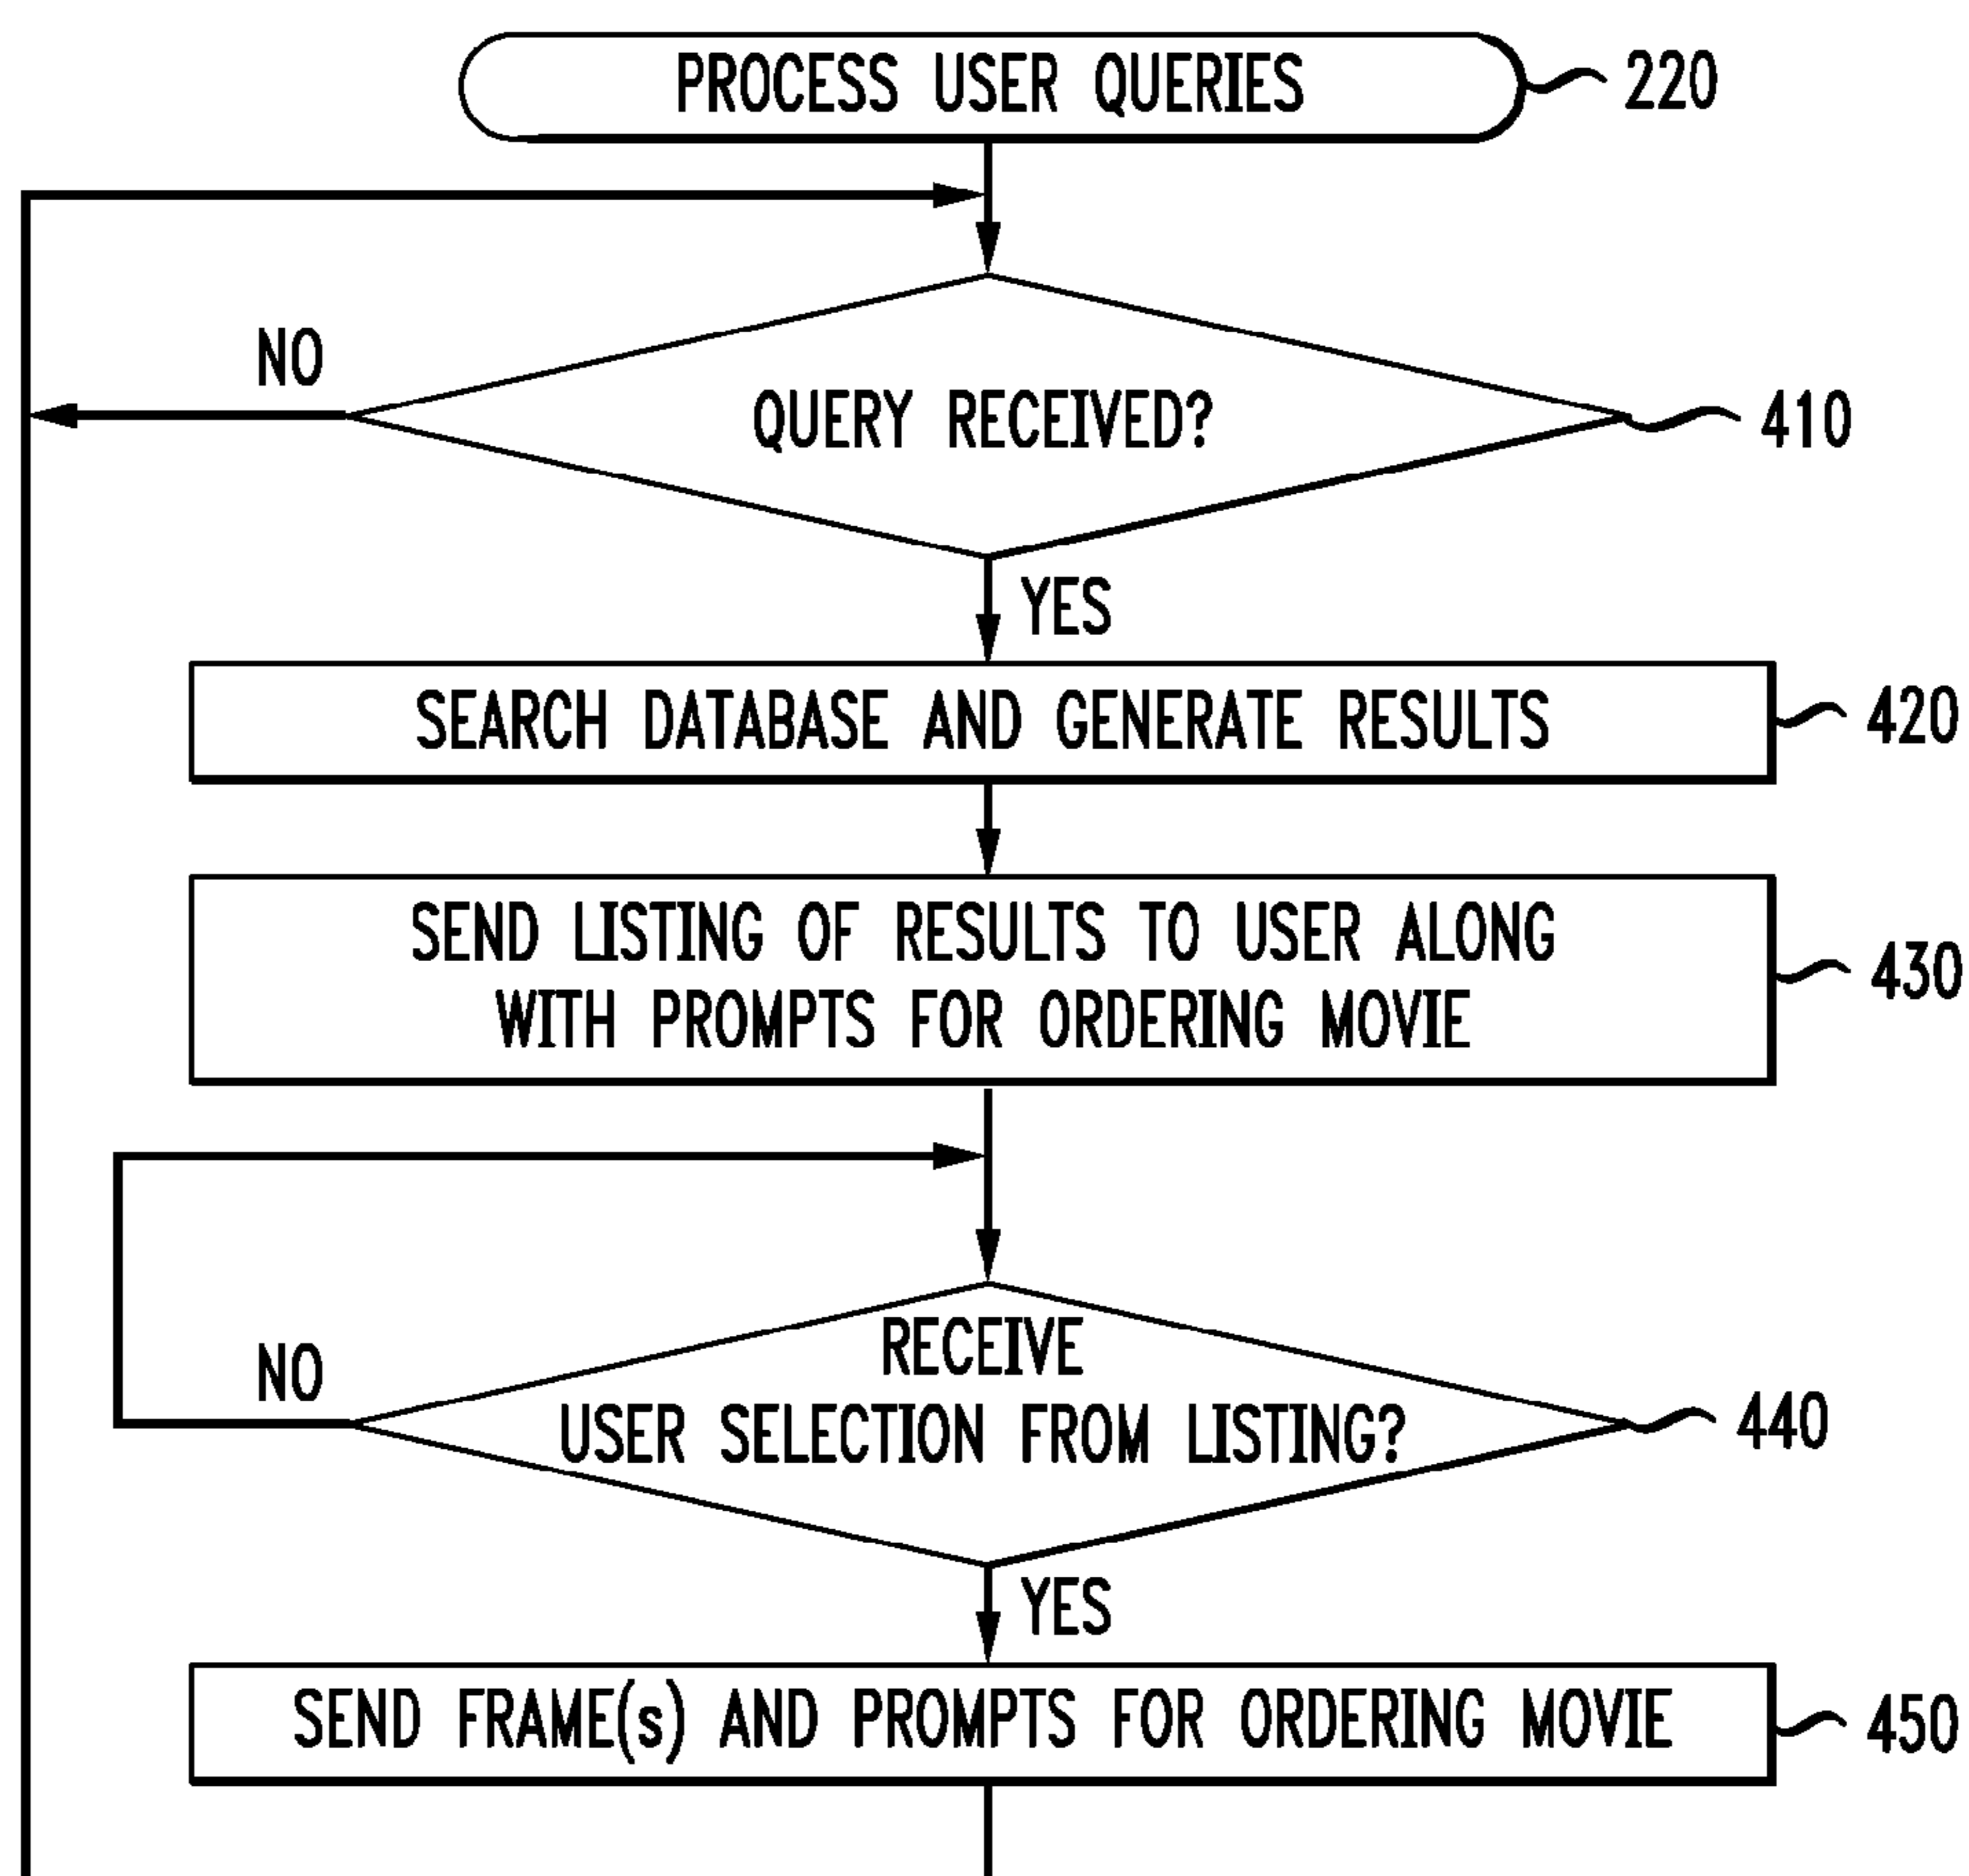 PROCESS USER QUERIES
220
NO
QUERY RECEIVED?
410
YES
SEARCH DATABASE AND GENERATE RESULTS
420
SEND LISTING OF RESULTS TO USER ALONG
WITH PROMPTS FOR ORDERING MOVIE
430
RECEIVE
USER SELECTION FROM LISTING?
NO
440
YES
SEND FRAME(s) AND PROMPTS FOR ORDERING MOVIE
450